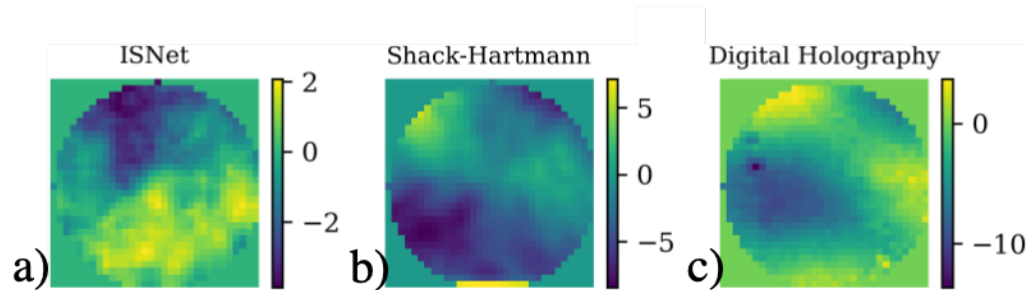 ISNet
Shack-Hartmann
Digital Holography
2
0
−2
5
0
−5
0
−10
a)
b)
c)